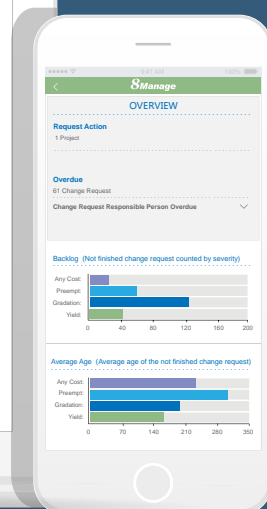 9:41 AM 100%
8Manage
OVERVIEW
Request Action
1 Project
Overdue
61 Change Request
Change Request Responsible Person Overdue
Backlog (Not finished change request counted by severity)
Any Cost:
Preempt:
Gradation:
Yield:
0 40 80 120 160 200
Average Age (Average age of the not finished change request)
Any Cost:
Preempt:
Gradation:
Yield:
0 70 140 210 280 350